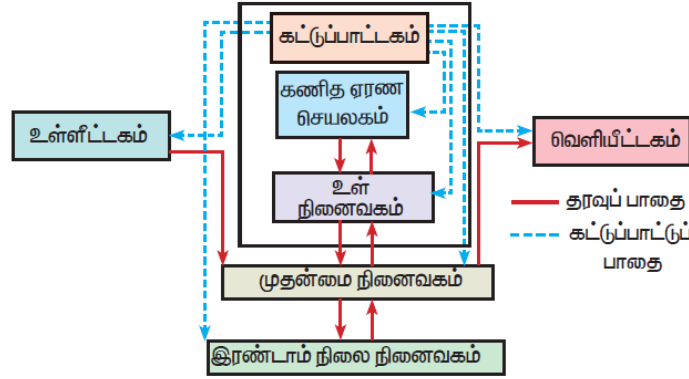 கட்டுப்பாட்டகம்
கணித ஏரண
செயலகம்
உள்ளீட்டகம்
வெளியீட்டகம்
உள்
நினைவகம்
தரவுப் பாதை
கட்டுப்பாட்டுப்
பாதை
முதன்மை நினைவகம்
இரண்டாம் நிலை நினைவகம்